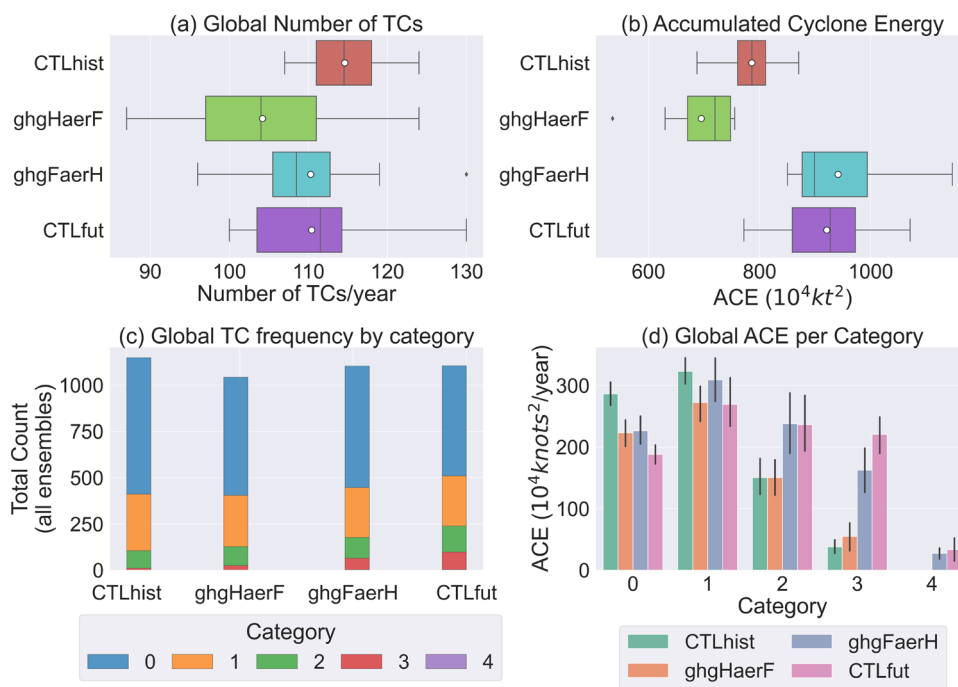 (a) Global Number of TCs
CTLhist
ghgHaerF
ghgFaerH
CTLfut
90 100 110 120 130
Number of TCs/year
(b) Accumulated Cyclone Energy
CTLhist
ghgHaerF
ghgFaerH
CTLfut
600 800 1000
ACE (10⁴kt²)
(c) Global TC frequency by category
Total Count
(all ensembles)
1000
750
500
250
0
CTLhist ghgHaerF ghgFaerH CTLfut
Category
0 1 2 3 4
(d) Global ACE per Category
ACE (10⁴knots²/year)
300
200
100
0
0 1 2 3 4
Category
CTLhist ghgFaerH
ghgHaerF CTLfut